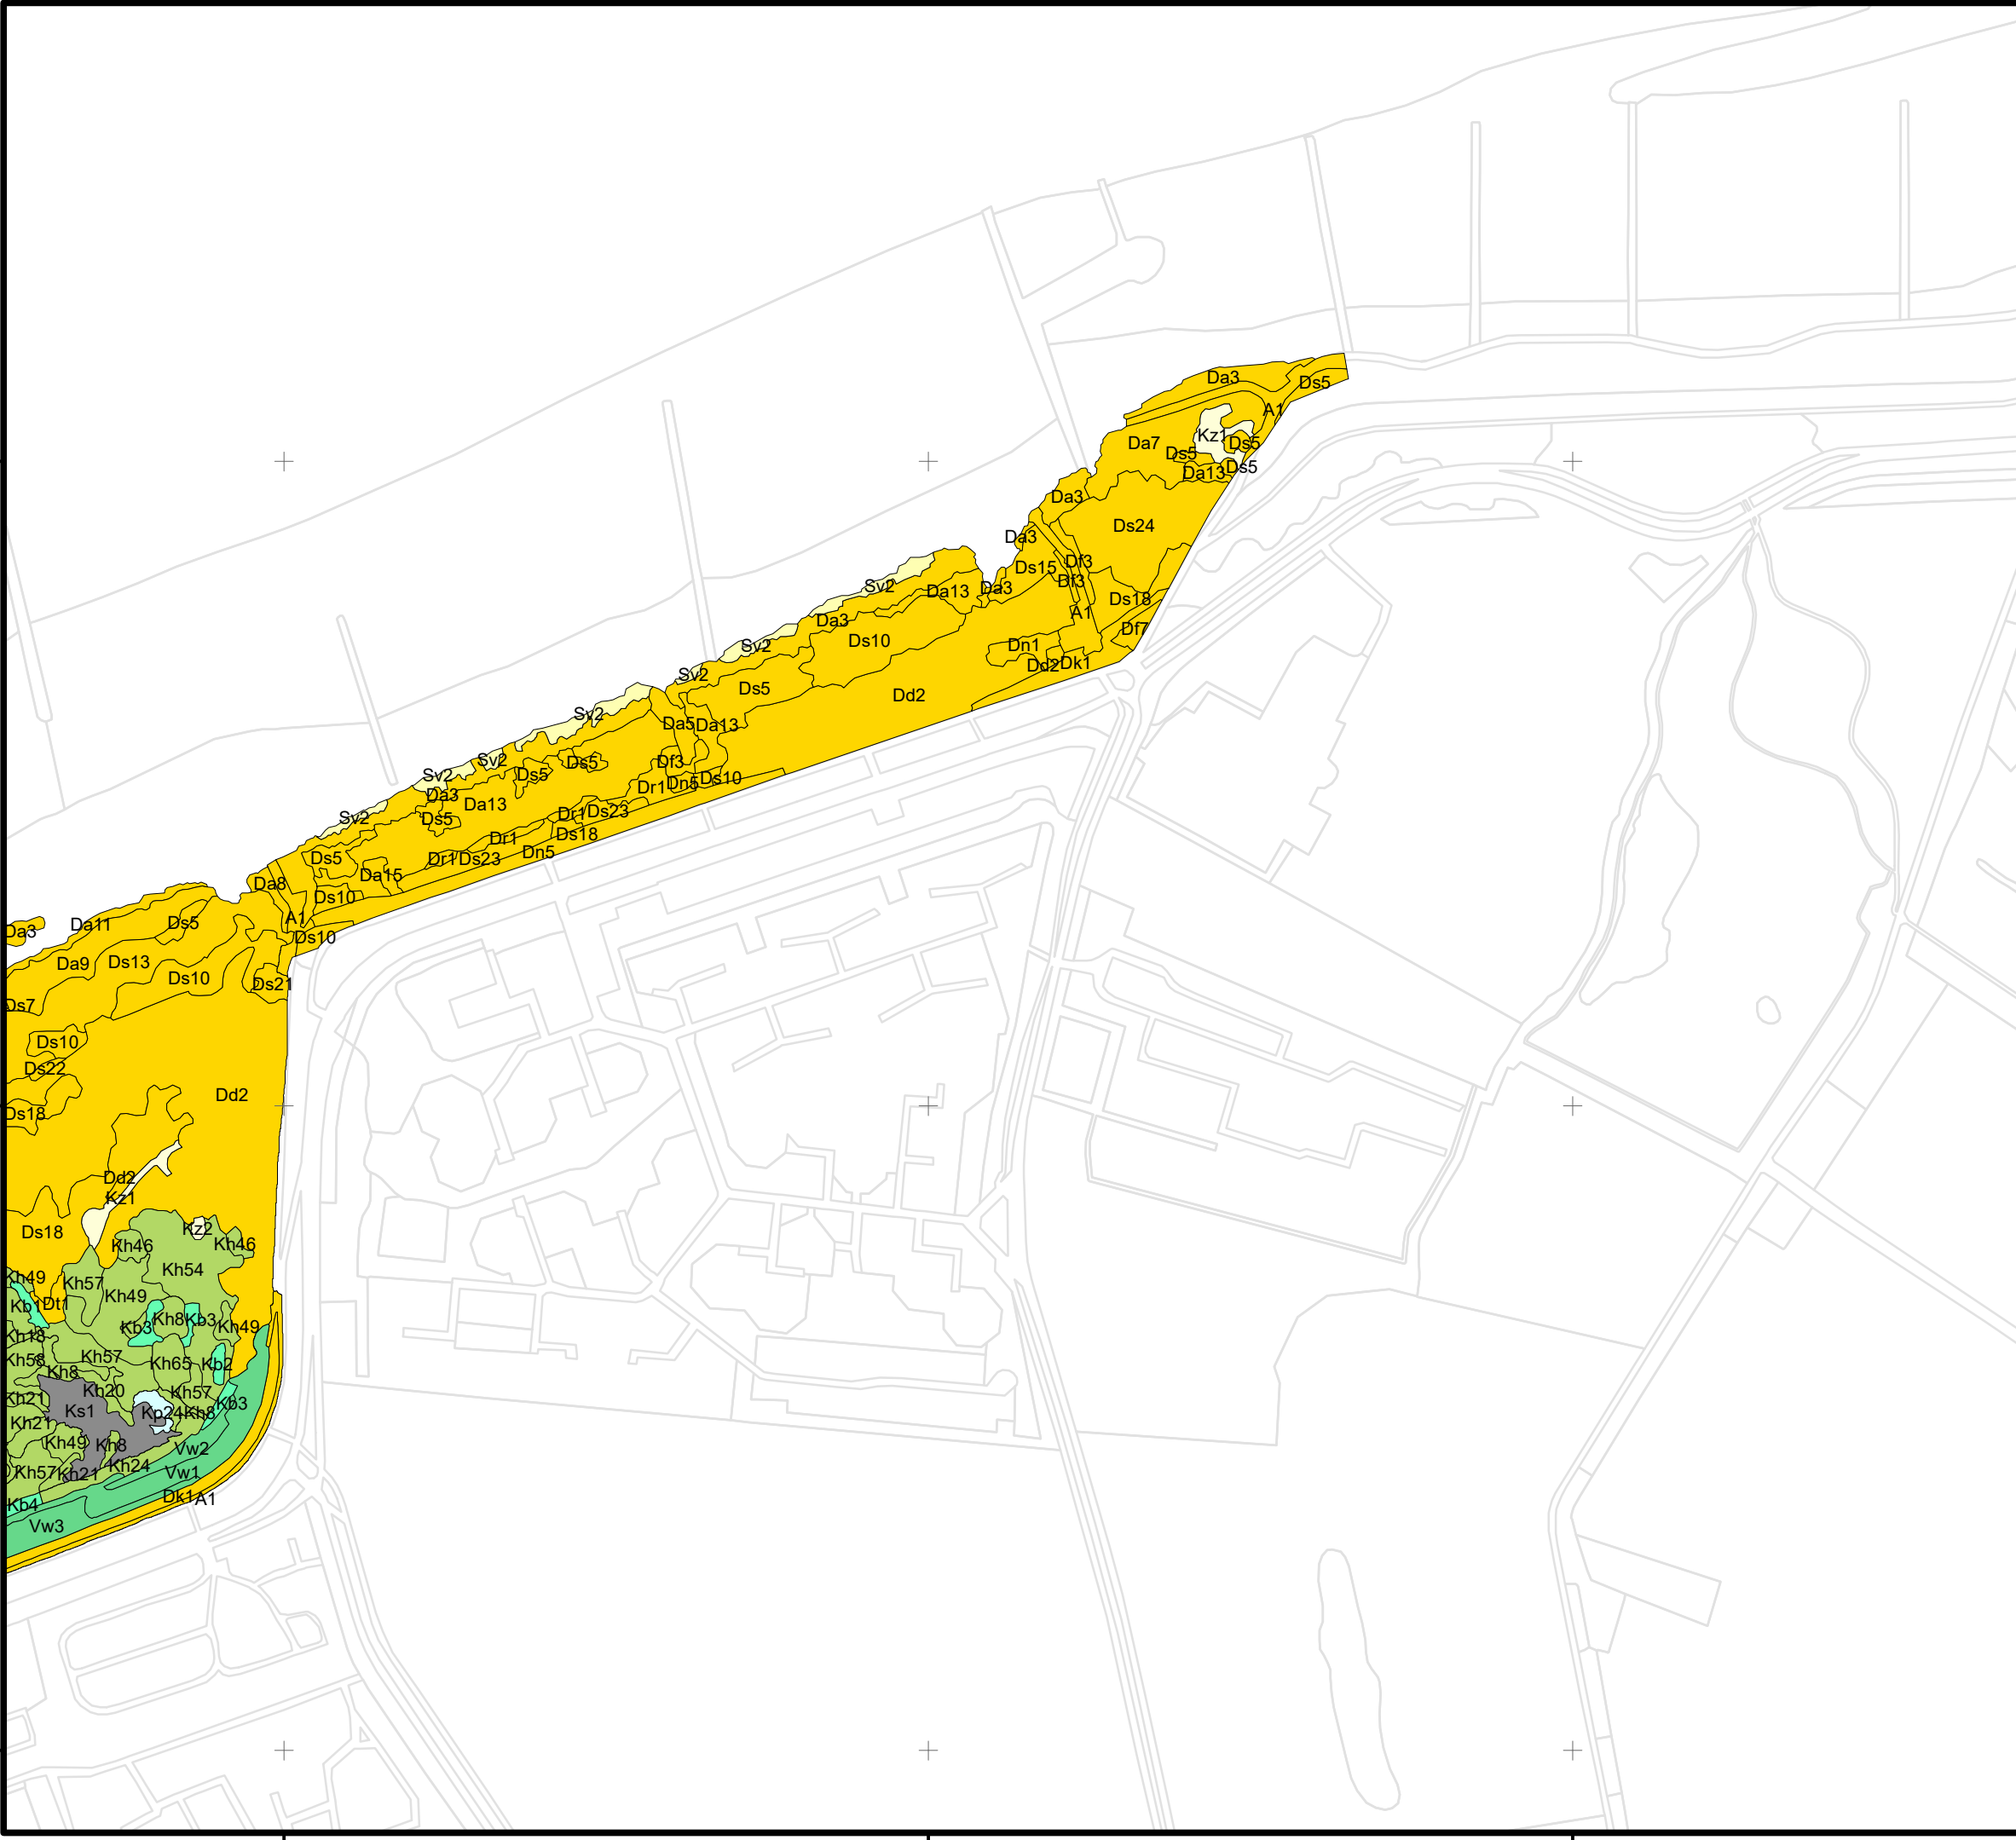 Da3
Ds5
A1
Kz1
Da7
Ds5
Ds5
Ds5
Da13
Da3
Ds24
Da3
Df3
Ds15
Df3
Sv2
Da3
Da13
Ds18
A1
Da3
Df7
Ds10
Dn1
Sv2
Dk1
Dd2
Sv2
Ds5
Dd2
Sv2
Da5
Da13
Sv2
Df3
Ds5
Sv2
Ds5
Ds10
Dn5
Dr1
Da3
Da13
Ds23
Dr1
Sv2
Ds5
Ds18
Dr1
Dn5
Ds5
Dr1
Ds23
Da15
Da8
Ds10
A1
Ds5
Da11
Da3
Ds10
Ds13
Da9
Ds10
Ds21
Ds7
Ds10
Ds22
Dd2
Ds18
Dd2
Kz1
Kz2
Ds18
Kh46
Kh46
Kh54
Kh49
Kh57
Kh49
Dt1
Kb1
Kh8
Kb3
Kb3
Kh49
Kh18
Kh57
Kh58
Kh65
Kb2
Kh8
Kh20
Kh57
Kh21
Kb3
Ks1
Kp24
Kh8
Kh21
Kh49
Kh8
Vw2
Kh24
Kh57
Kh21
Vw1
Dk1
A1
Kb4
Vw3